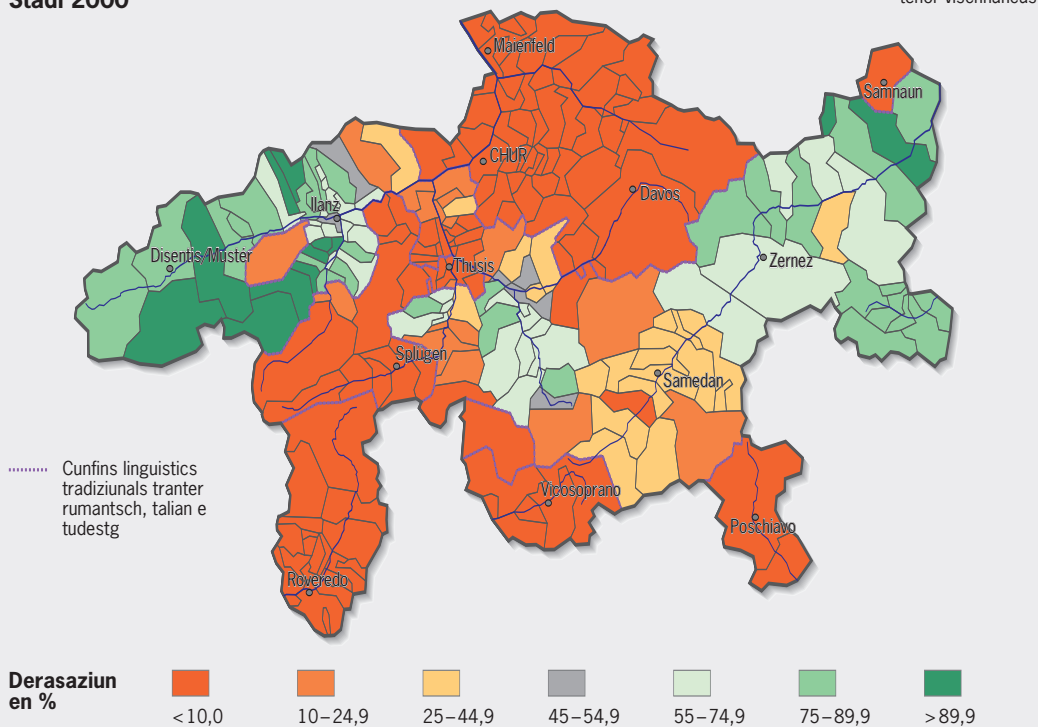 Stadi 2000
tenor vischnancas
Maienfeld
Samnaun
CHUR
Davos
Ilanz
Disentis/Mustér
Thusis
Zernez
Splügen
Samedan
Cunfins linguistics
tradiziunals tranter
rumantsch, talian e
tudestg
Vicosoprano
Poschiavo
Roveredo
Derasaziun
en %
<10,0
10–24,9
25–44,9
45–54,9
55–74,9
75–89,9
>89,9